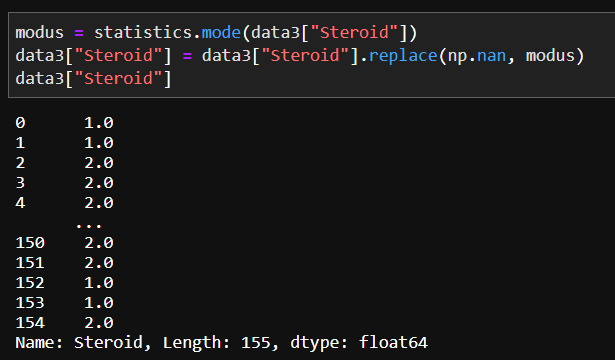 modus = statistics.mode(data3["Steroid"])
data3["Steroid"] = data3["Steroid"].replace(np.nan, modus)
data3["Steroid"]
0      1.0
1      1.0
2      2.0
3      2.0
4      2.0
      ...
150    2.0
151    2.0
152    1.0
153    1.0
154    2.0
Name: Steroid, Length: 155, dtype: float64